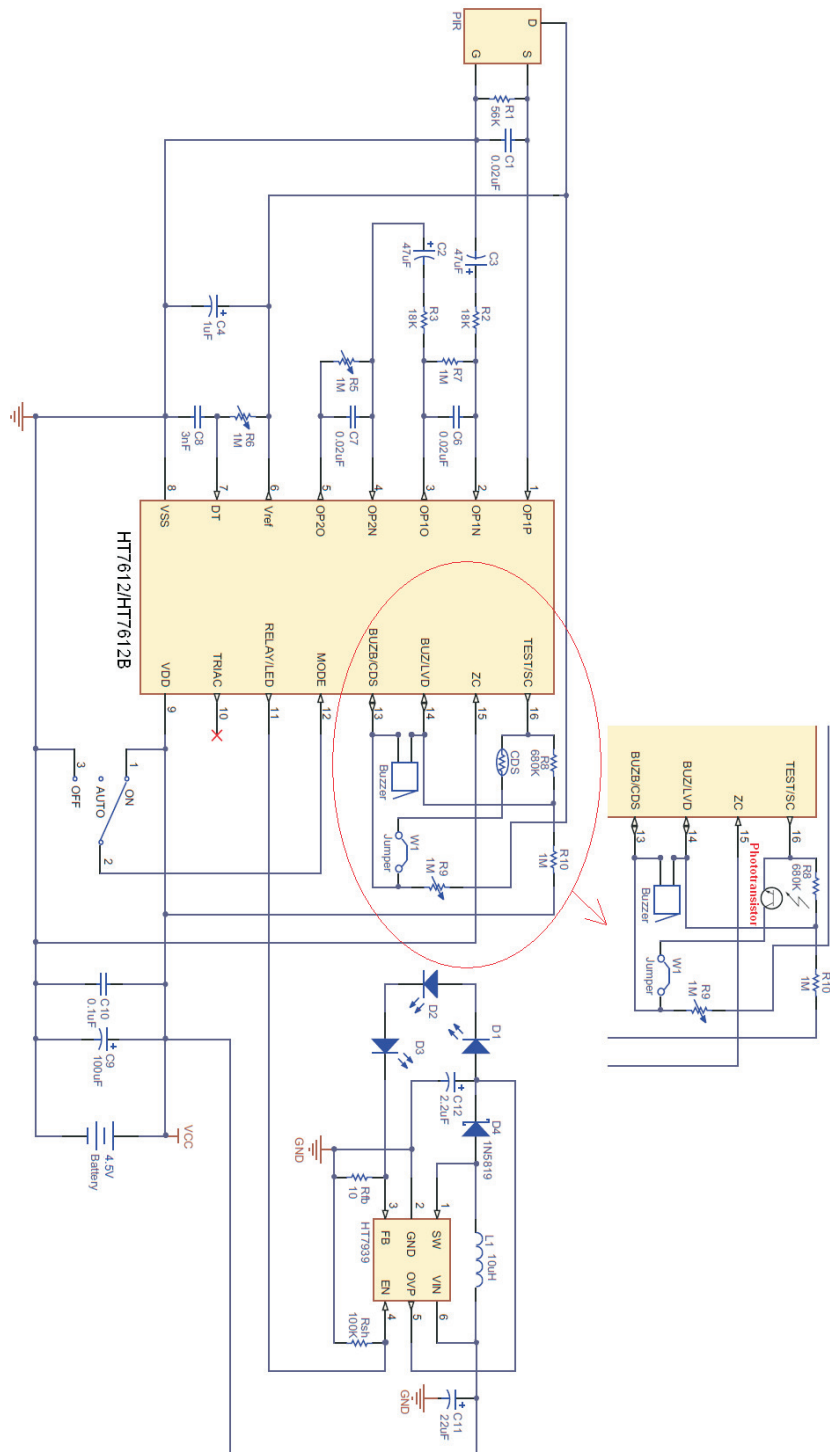 PIR
D
G
S
R1
56K
C1
0.02uF
C2
47uF
C3
47uF
R3
18K
R2
18K
C4
1uF
R5
1M
R7
1M
C8
3nF
R6
1M
C7
0.02uF
C6
0.02uF
8
7
6
5
4
3
2
1
VSS
DT
Vref
OP2O
OP2N
OP1O
OP1N
OP1P
HT7612/HT7612B
VDD
TRIAC
RELAY/LED
MODE
BUZB/CDS
BUZ/LVD
ZC
TEST/SC
9
10
11
12
13
14
15
16
3
OFF
AUTO
1
ON
2
Buzzer
CDS
R8
680K
W1
Jumper
R9
1M
R10
1M
BUZB/CDS
BUZ/LVD
ZC
TEST/SC
13
14
15
16
Buzzer
Phototransistor
R8
680K
W1
Jumper
R9
1M
R10
1M
C10
0.1uF
C9
100uF
4.5V
Battery
VCC
D2
D1
D3
C12
2.2uF
D4
1N5819
GND
Rfb
10
3
2
1
L1
10uH
HT7939
FB
GND
SW
EN
OVP
VIN
4
5
6
Rsh
100K
GND
C11
22uF